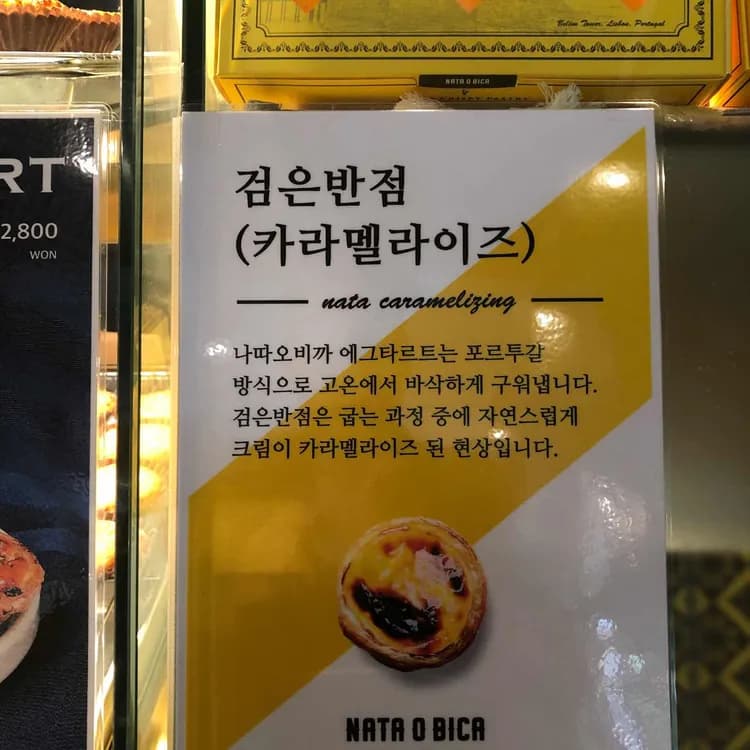 Belém Tower, Lisbon, Portugal
NATA O BICA
RT
2,800
WON
검은반점
(카라멜라이즈)
nata caramelizing
나따오비까 에그타르트는 포르투갈
방식으로 고온에서 바삭하게 구워냅니다.
검은반점은 굽는 과정 중에 자연스럽게
크림이 카라멜라이즈 된 현상입니다.
NATA O BICA